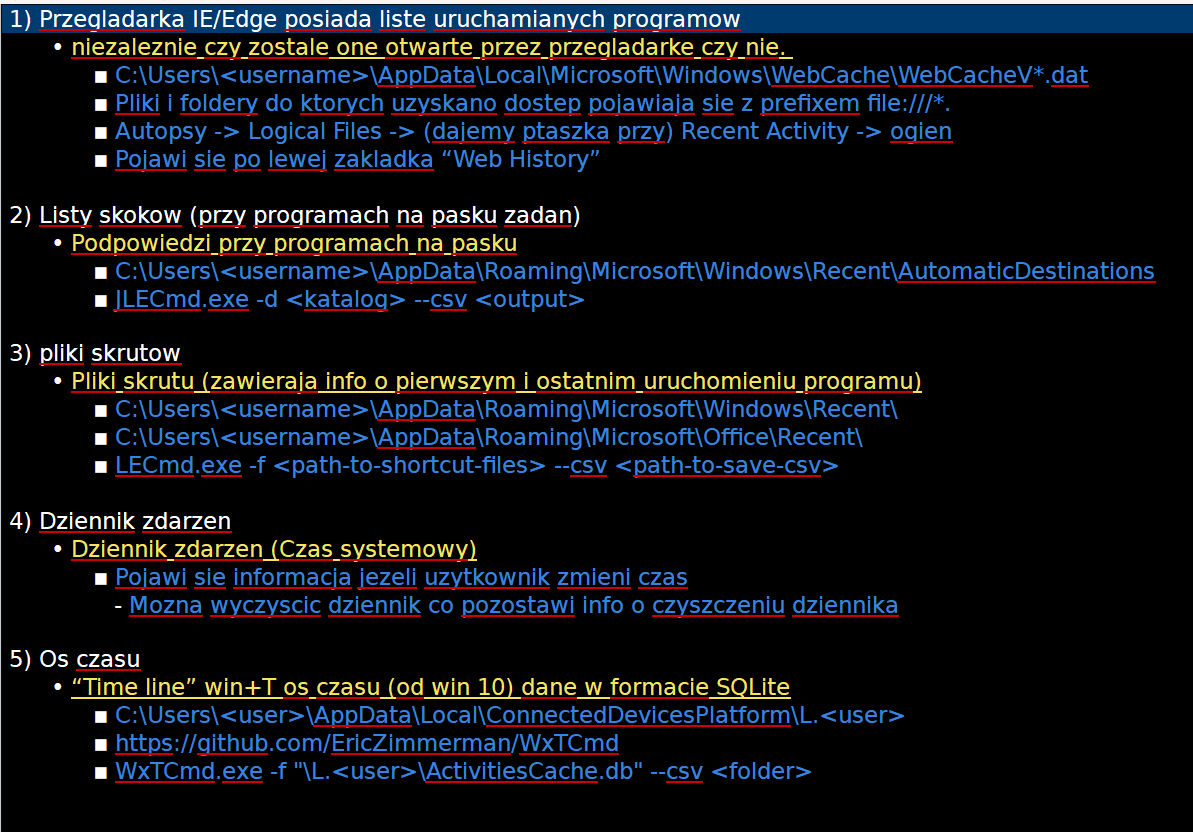 1) Przegladarka IE/Edge posiada liste uruchamianych programow
• niezaleznie czy zostale one otwarte przez przegladarke czy nie.
▪ C:\Users\<username>\AppData\Local\Microsoft\Windows\WebCache\WebCacheV*.dat
▪ Pliki i foldery do ktorych uzyskano dostep pojawiaja sie z prefixem file:///*.
▪ Autopsy -> Logical Files -> (dajemy ptaszka przy) Recent Activity -> ogien
▪ Pojawi sie po lewej zakladka “Web History”
2) Listy skokow (przy programach na pasku zadan)
• Podpowiedzi przy programach na pasku
▪ C:\Users\<username>\AppData\Roaming\Microsoft\Windows\Recent\AutomaticDestinations
▪ JLECmd.exe -d <katalog> --csv <output>
3) pliki skrutow
• Pliki skrutu (zawieraja info o pierwszym i ostatnim uruchomieniu programu)
▪ C:\Users\<username>\AppData\Roaming\Microsoft\Windows\Recent\
▪ C:\Users\<username>\AppData\Roaming\Microsoft\Office\Recent\
▪ LECmd.exe -f <path-to-shortcut-files> --csv <path-to-save-csv>
4) Dziennik zdarzen
• Dziennik zdarzen (Czas systemowy)
▪ Pojawi sie informacja jezeli uzytkownik zmieni czas
- Mozna wyczyscic dziennik co pozostawi info o czyszczeniu dziennika
5) Os czasu
• “Time line” win+T os czasu (od win 10) dane w formacie SQLite
▪ C:\Users\<user>\AppData\Local\ConnectedDevicesPlatform\L.<user>
▪ https://github.com/EricZimmerman/WxTCmd
▪ WxTCmd.exe -f "\L.<user>\ActivitiesCache.db" --csv <folder>